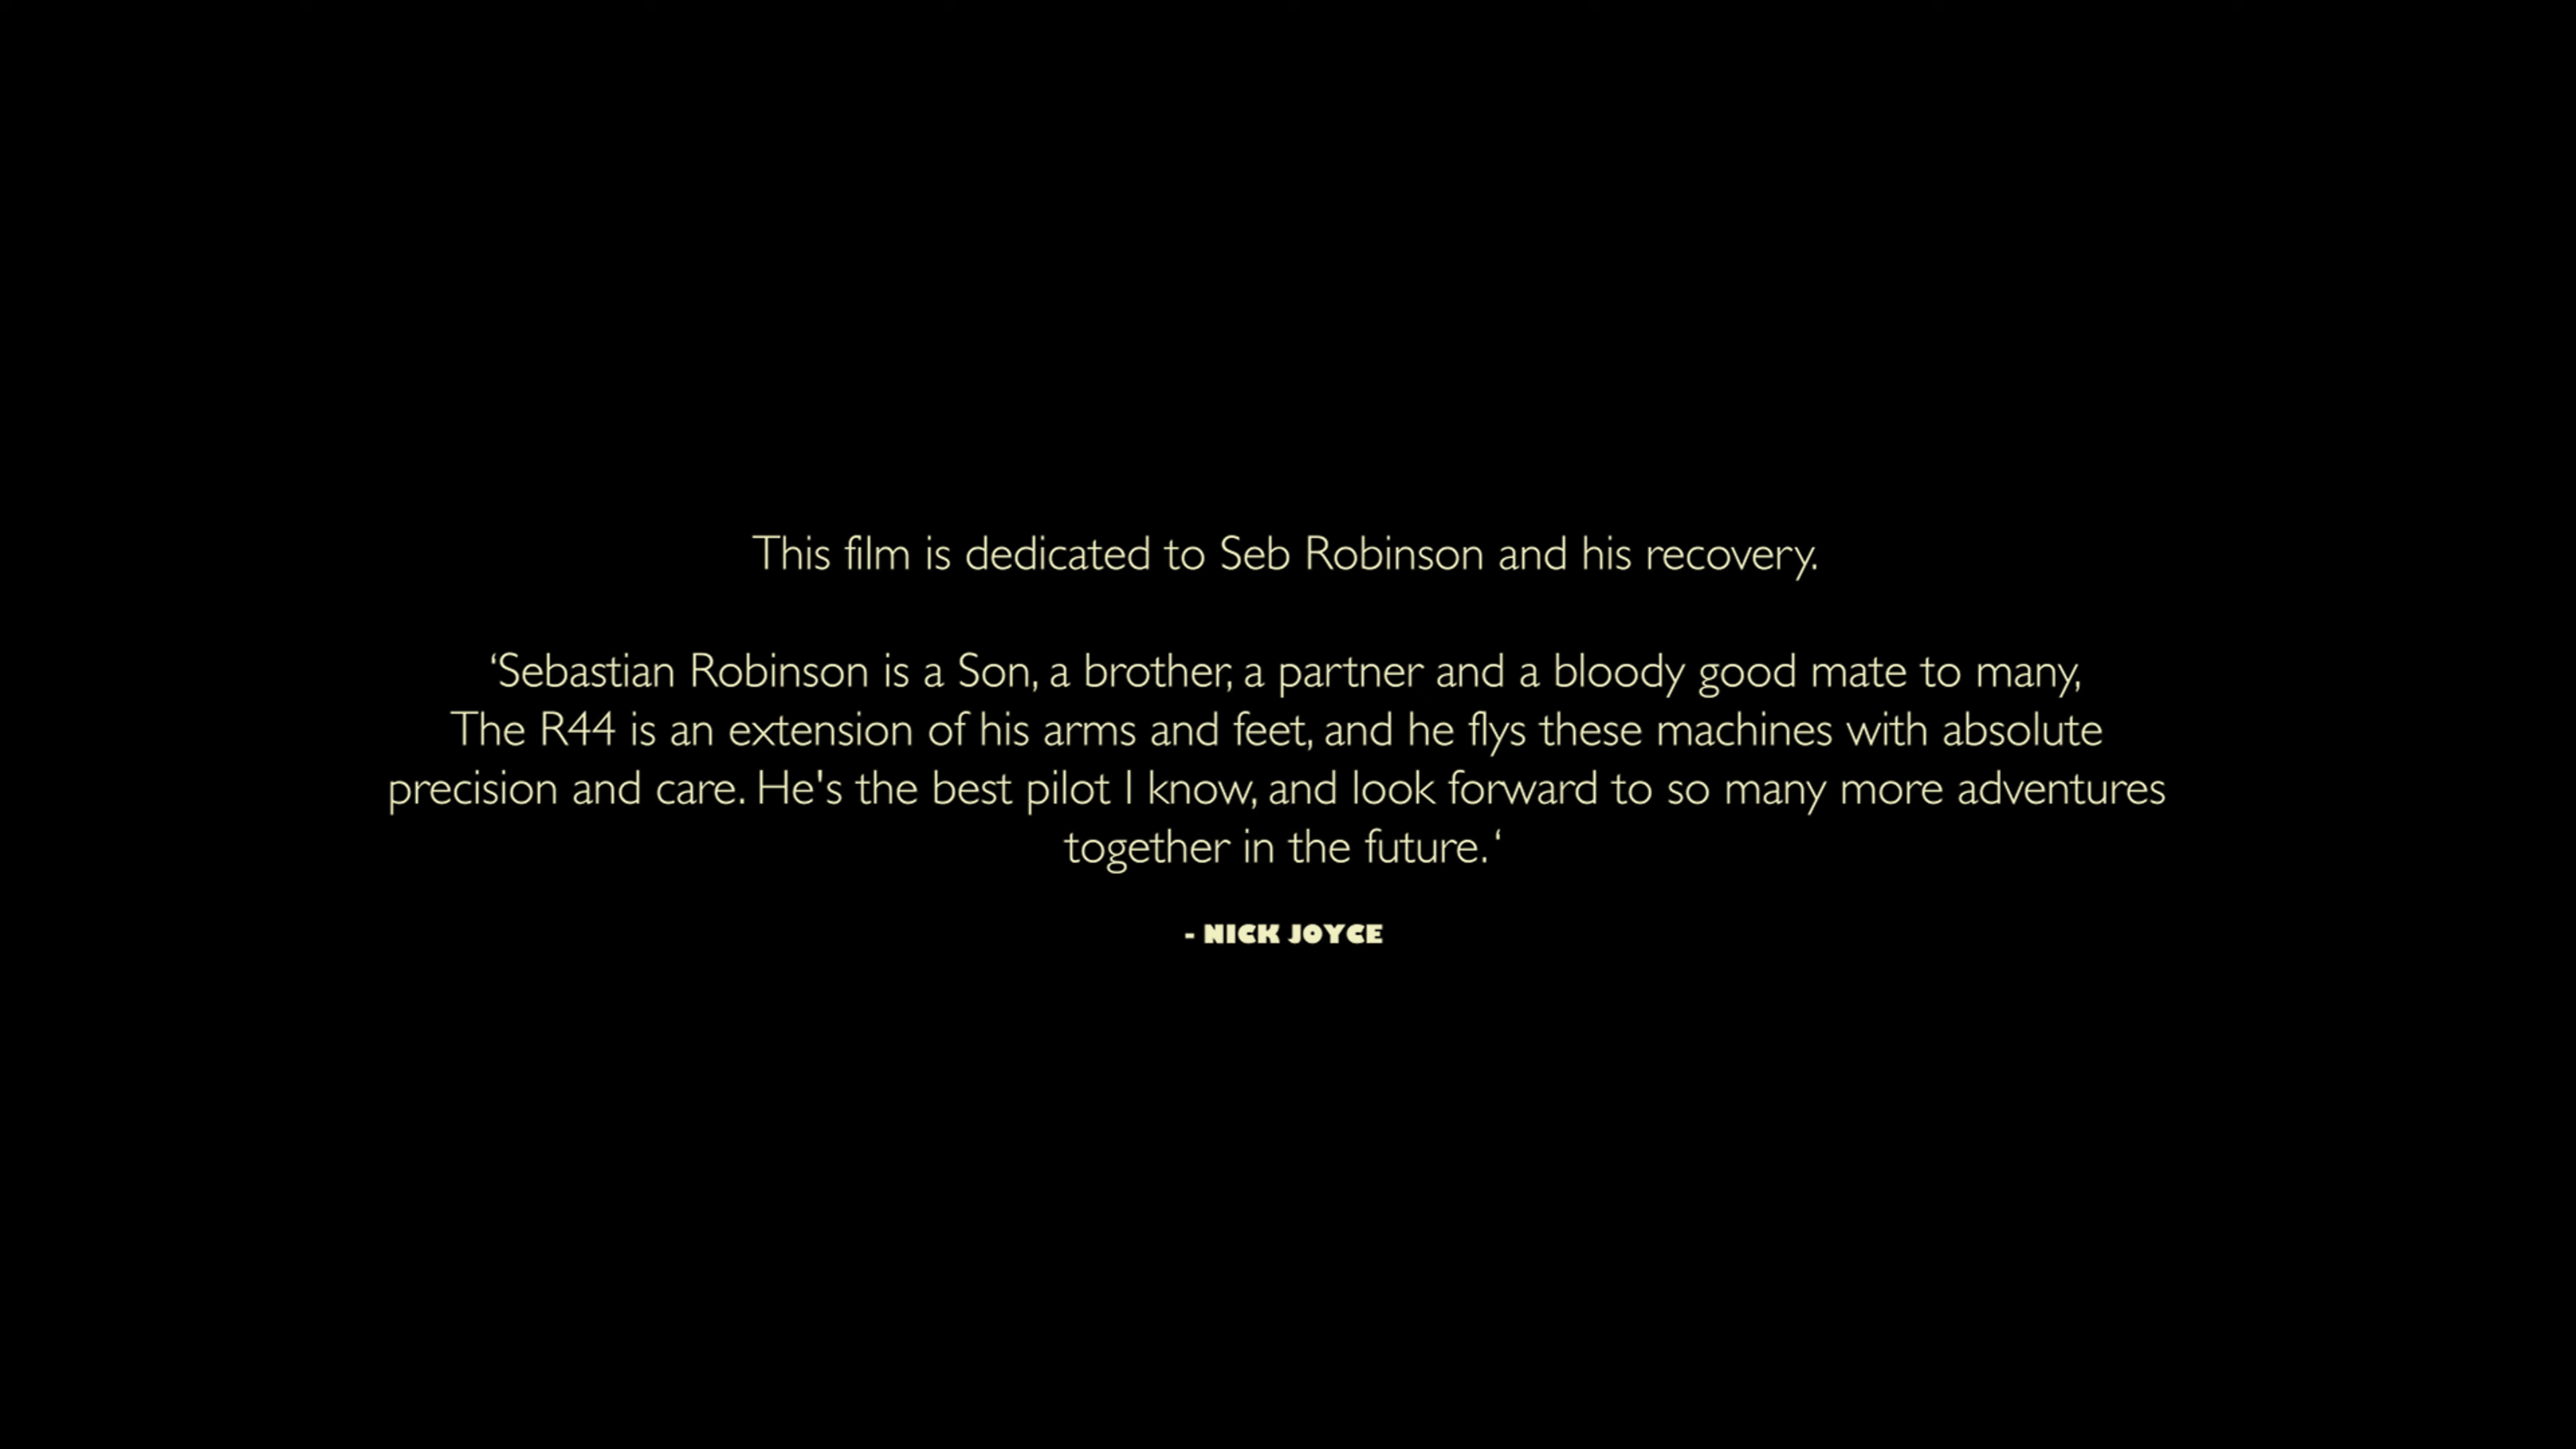 This film is dedicated to Seb Robinson and his recovery.
‘Sebastian Robinson is a Son, a brother, a partner and a bloody good mate to many,
The R44 is an extension of his arms and feet, and he flys these machines with absolute
precision and care. He's the best pilot I know, and look forward to so many more adventures
together in the future. ‘
- NICK JOYCE